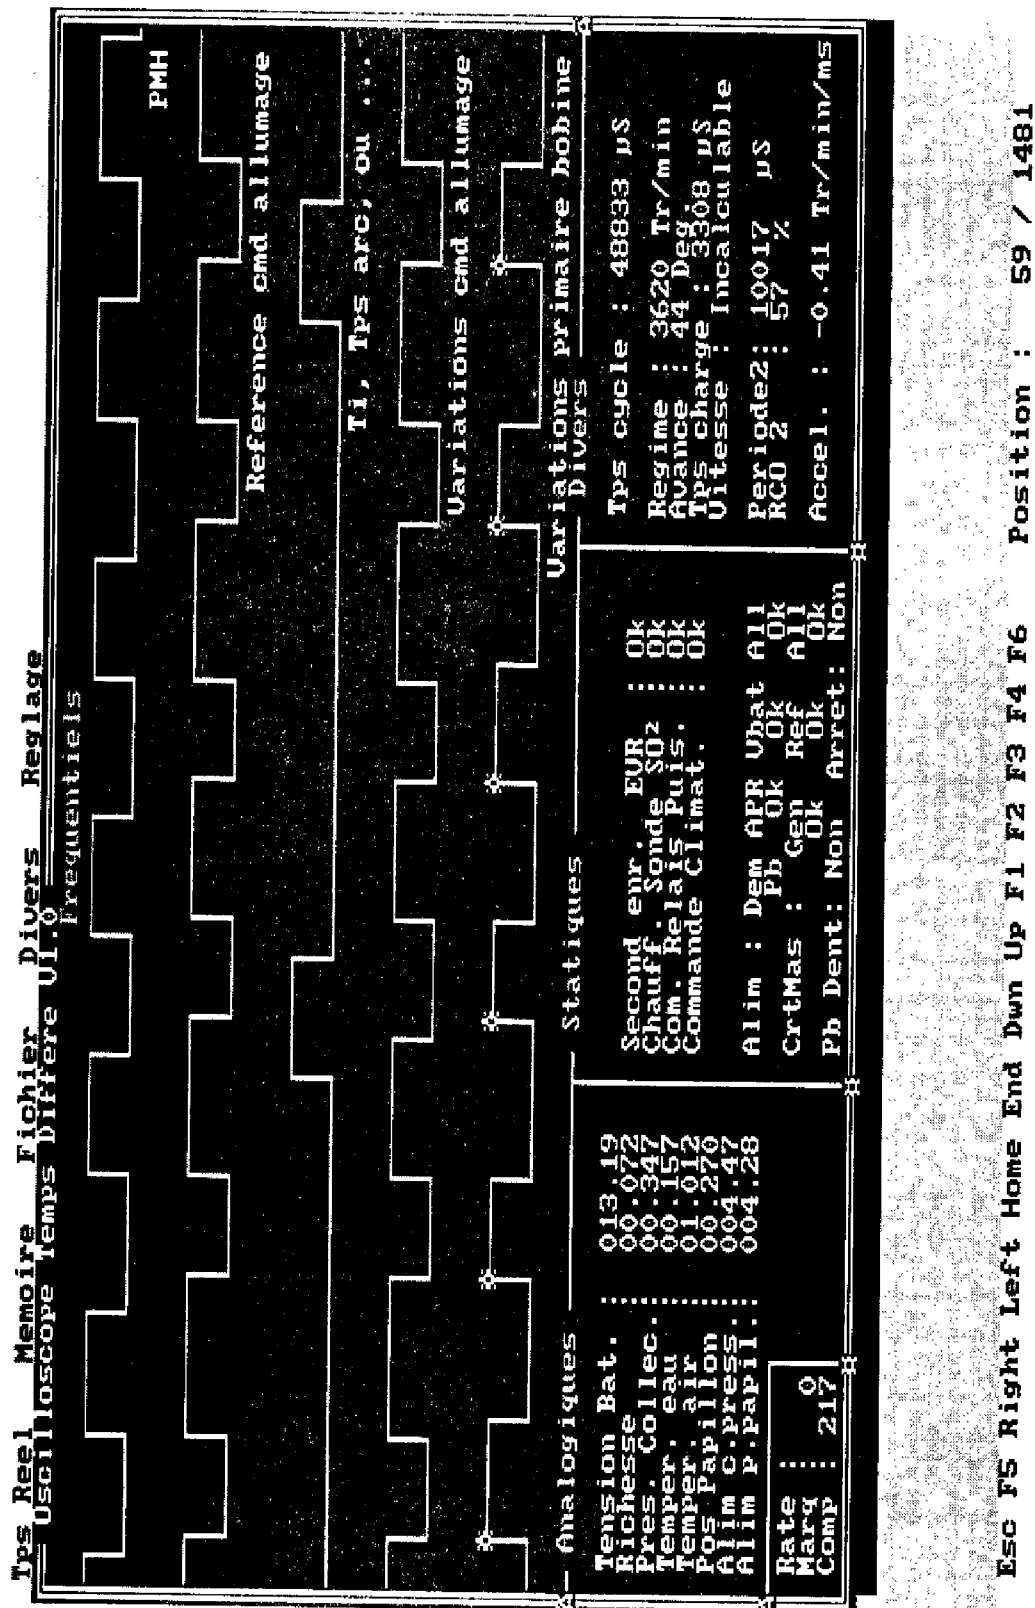 Tps Reel   Memoire   Fichier   Divers   Reglage
Oscilloscope Temps Differe V1.0
Frequentiels
PMH
Reference cmd allumage
Ti, Tps arc, ou ...
Variations cmd allumage
Variations primaire bobine
Analogiques
Tension Bat. : 013.19
Richesse : 00.072
Pres. Collec. : 00.347
Temper. eau : 00.157
Temper. air : 01.012
Pos Papillon : 00.270
Alim c.press. : 004.47
Alim p.papil. : 004.28
Rate :
Marq : 0
Comp : 217
Statiques
Second enr. EVR : Ok
Chauff. Sonde SO2 : Ok
Com. Relais Puis. : Ok
Commande Climat. : Ok
Alim : Dem APR Vbat All
Pb Ok Ok Ok
CrtMas : Gen Ref All
Ok Ok Ok
Pb Dent: Non Arret: Non
Divers
Tps cycle : 48833 µS
Regime : 3620 Tr/min
Avance : 44 Deg.
Tps charge : 3308 µS
Vitesse : Incalculable
Periode2: 10017 µS
RCO 2 : 57 %
Accel. : -0.41 Tr/min/ms
Esc F5 Right Left Home End Dwn Up F1 F2 F3 F4 F6 Position : 59 / 1481